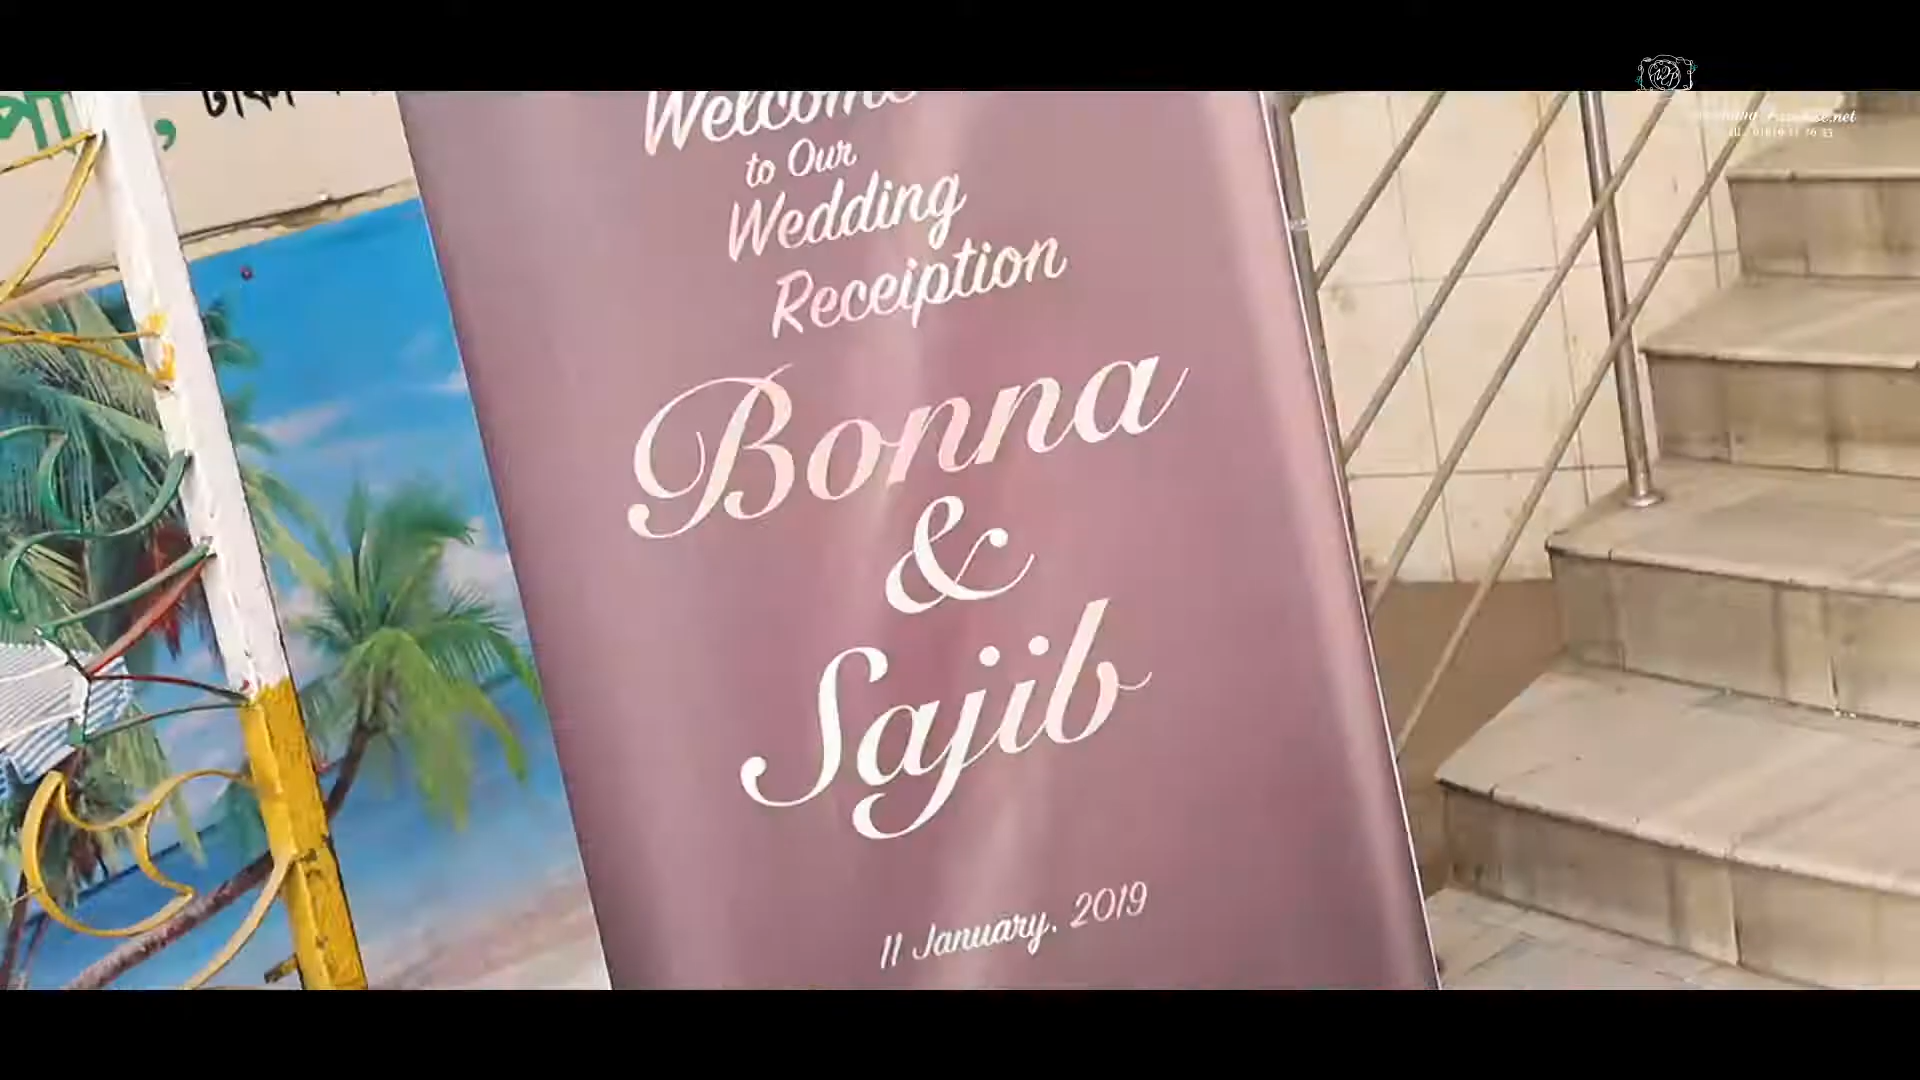 ঢাকা
Welcome
to Our
Wedding
Receiption
Bonna
&
Sajib
11 January. 2019